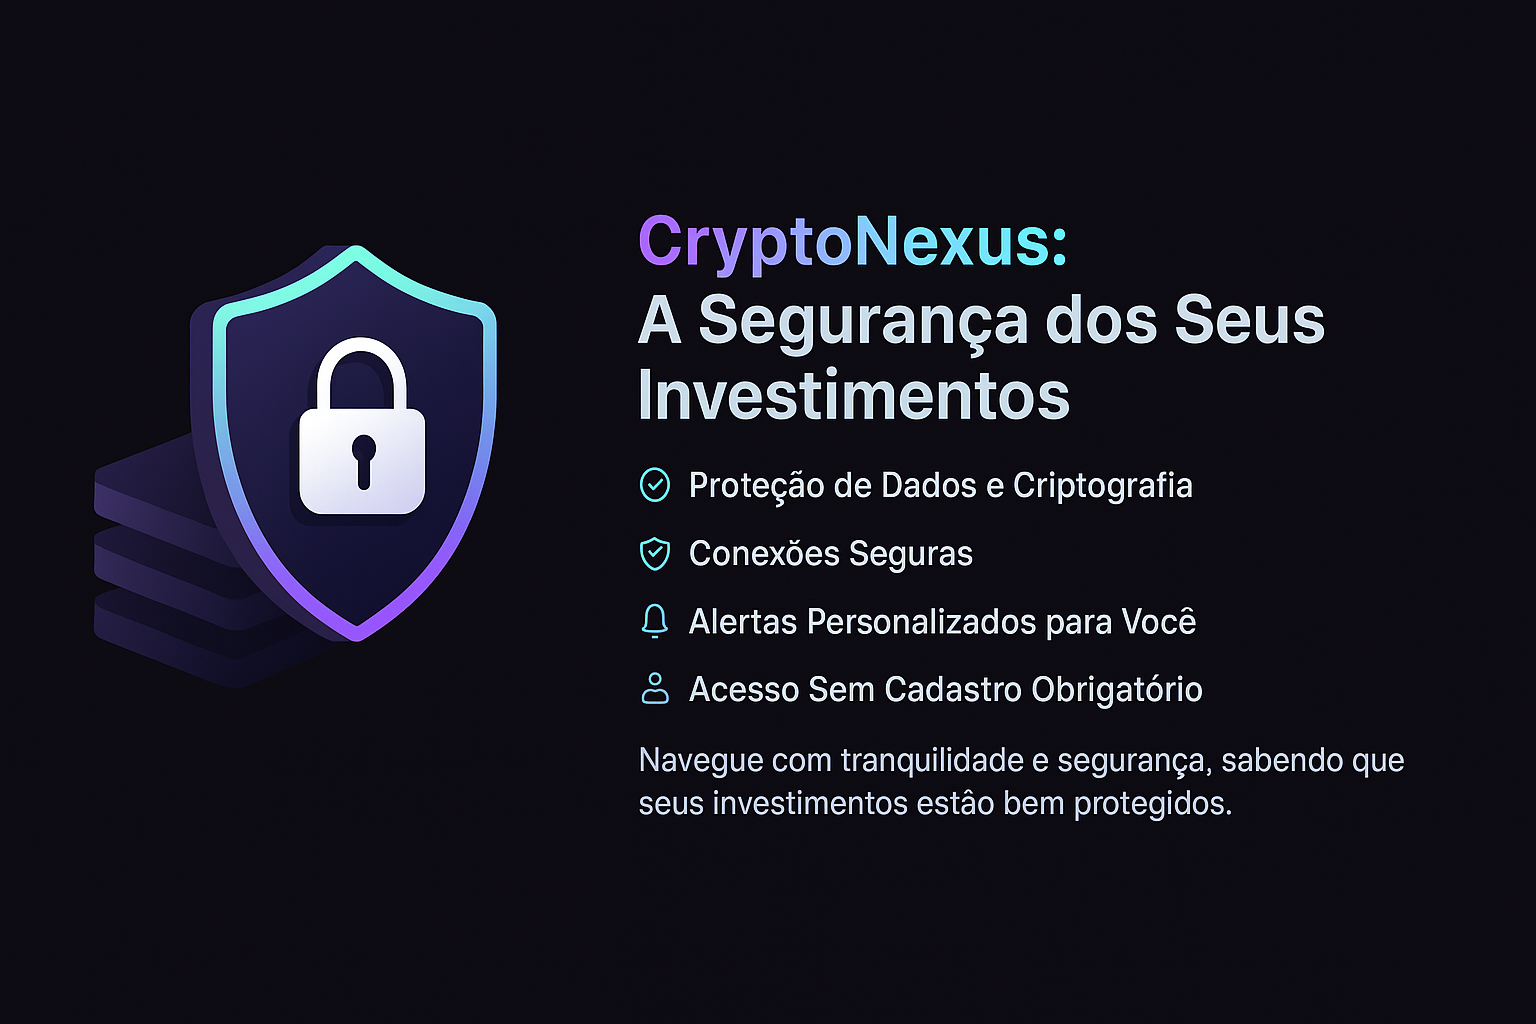 CryptoNexus:
A Segurança dos Seus
Investimentos
Proteção de Dados e Criptografia
Conexões Seguras
Alertas Personalizados para Você
Acesso Sem Cadastro Obrigatório
Navegue com tranquilidade e segurança, sabendo que
seus investimentos estâo bem protegidos.